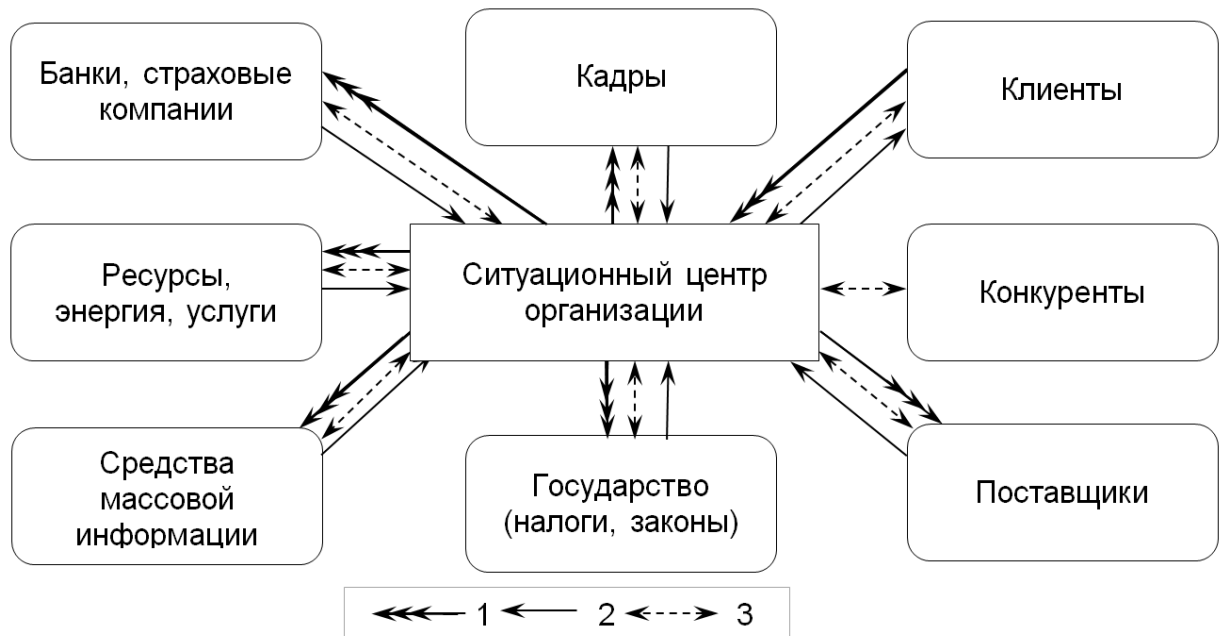 Банки, страховые
компании
Кадры
Клиенты
Ресурсы,
энергия, услуги
Ситуационный центр
организации
Конкуренты
Средства
массовой
информации
Государство
(налоги, законы)
Поставщики
1 2 3